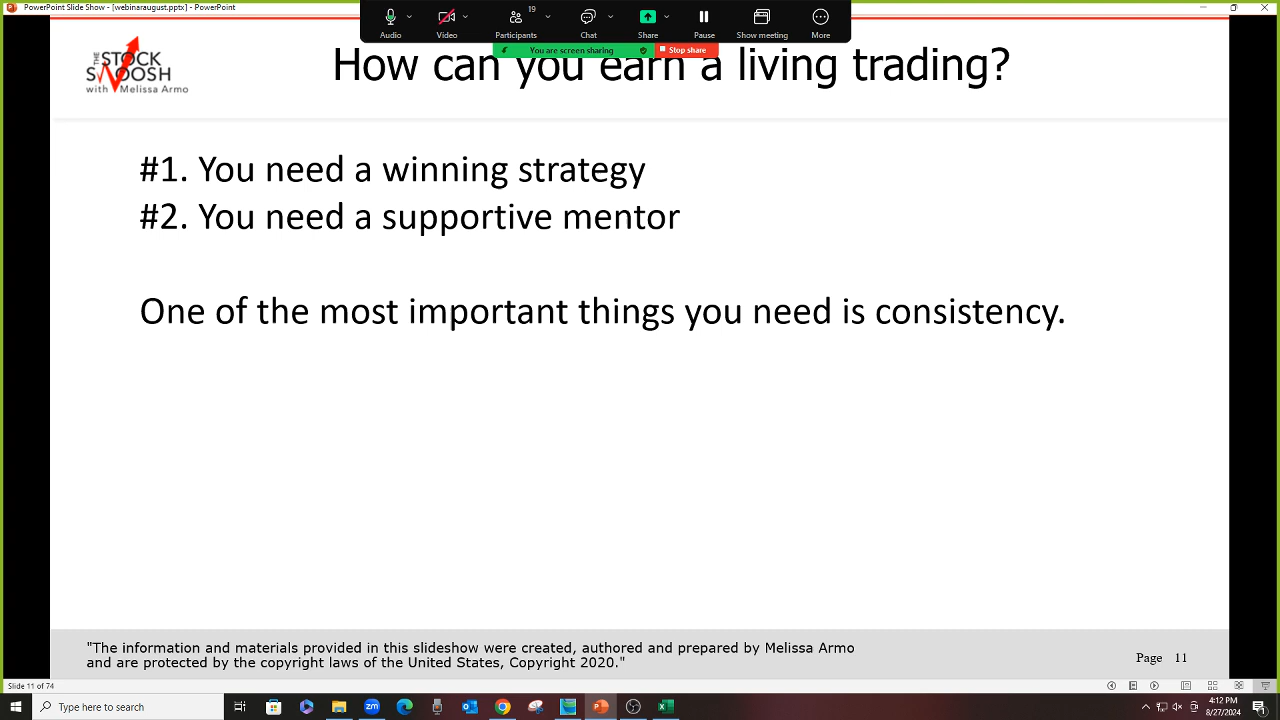 PowerPoint Slide Show - [webinaraugust.pptx] - PowerPoint
19
Audio
Video
Participants
Chat
Share
Pause
Show meeting
More
You are screen sharing
Stop share
THE STOCK
SWOOSH
with Melissa Armo
How can you earn a living trading?
#1. You need a winning strategy
#2. You need a supportive mentor
One of the most important things you need is consistency.
"The information and materials provided in this slideshow were created, authored and prepared by Melissa Armo
and are protected by the copyright laws of the United States, Copyright 2020."
Page 11
Slide 11 of 74
Type here to search
4:12 PM
8/27/2024